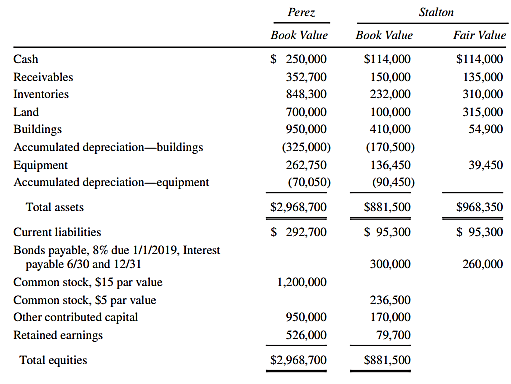 Perez Stalton
Book Value Book Value Fair Value
Cash $ 250,000 $114,000 $114,000
Receivables 352,700 150,000 135,000
Inventories 848,300 232,000 310,000
Land 700,000 100,000 315,000
Buildings 950,000 410,000 54,900
Accumulated depreciation—buildings (325,000) (170,500)
Equipment 262,750 136,450 39,450
Accumulated depreciation—equipment (70,050) (90,450)
Total assets $2,968,700 $881,500 $968,350
Current liabilities $ 292,700 $ 95,300 $ 95,300
Bonds payable, 8% due 1/1/2019, Interest
payable 6/30 and 12/31 300,000 260,000
Common stock, $15 par value 1,200,000
Common stock, $5 par value 236,500
Other contributed capital 950,000 170,000
Retained earnings 526,000 79,700
Total equities $2,968,700 $881,500